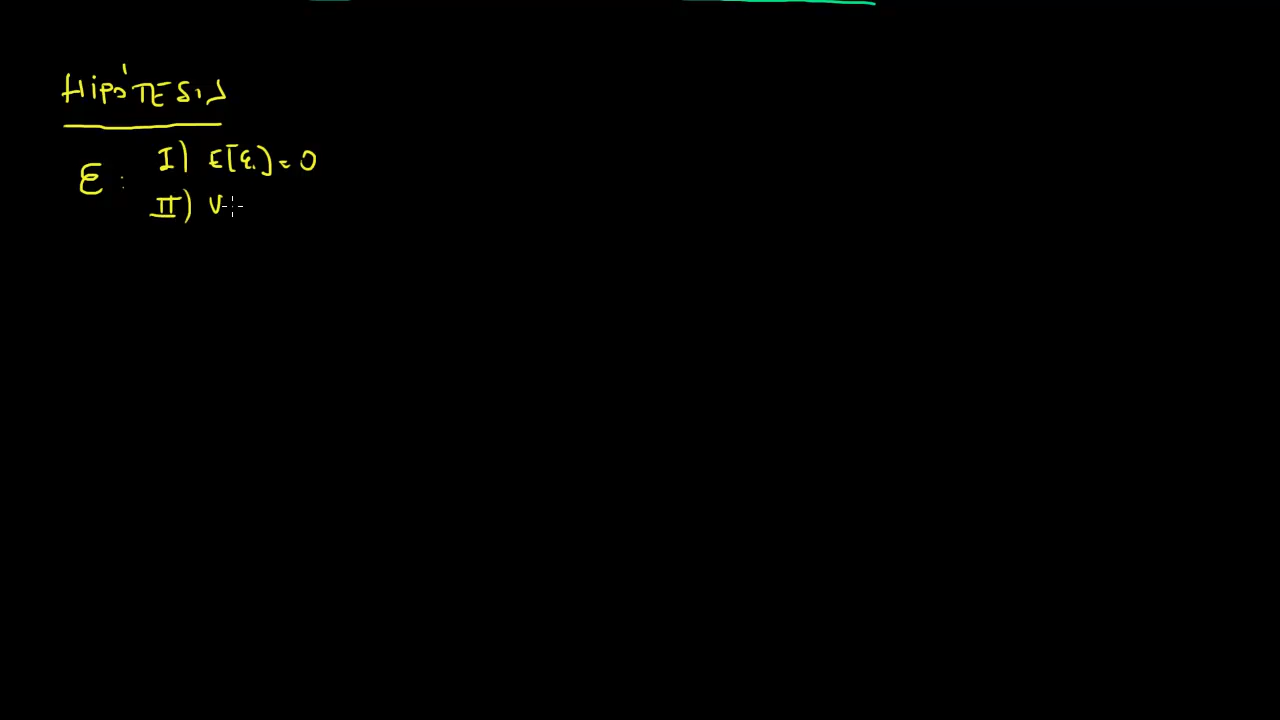 HIPÓTESIS
ε : I) E[εi] = 0
II) V